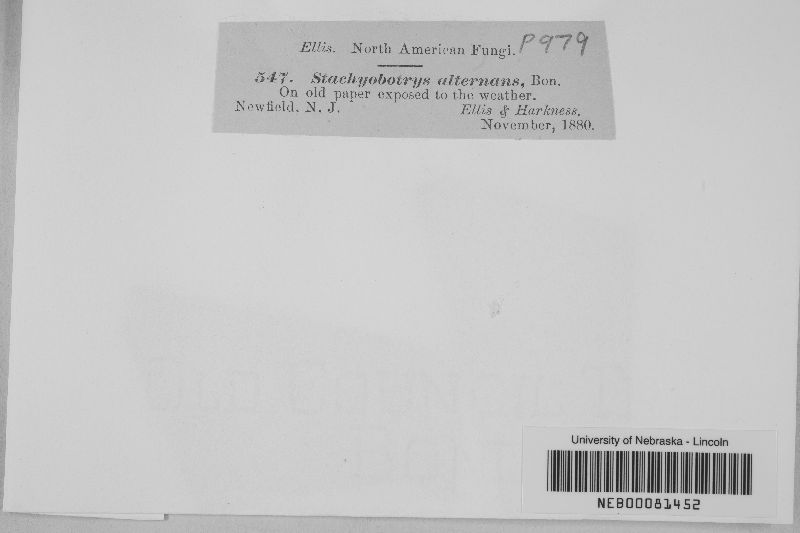 Ellis. North American Fungi. P979
547. Stachyobotrys alternans, Bon.
On old paper exposed to the weather.
Newfield, N. J. Ellis & Harkness.
November, 1880.
University of Nebraska - Lincoln
NEB00081452